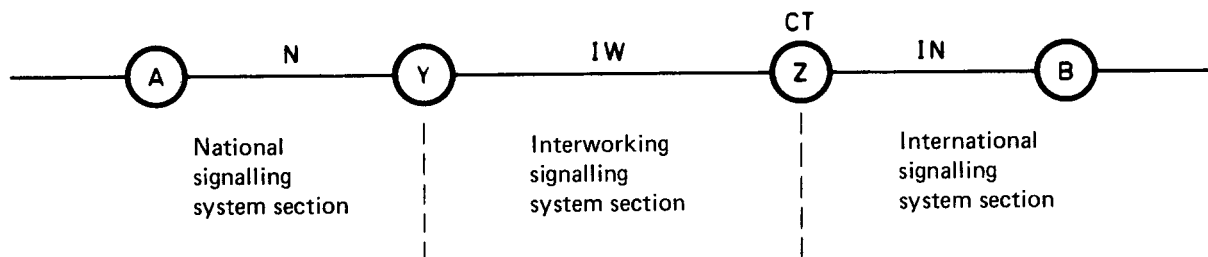 CT
N
IW
IN
A
Y
Z
B
National
signalling
system section
Interworking
signalling
system section
International
signalling
system section